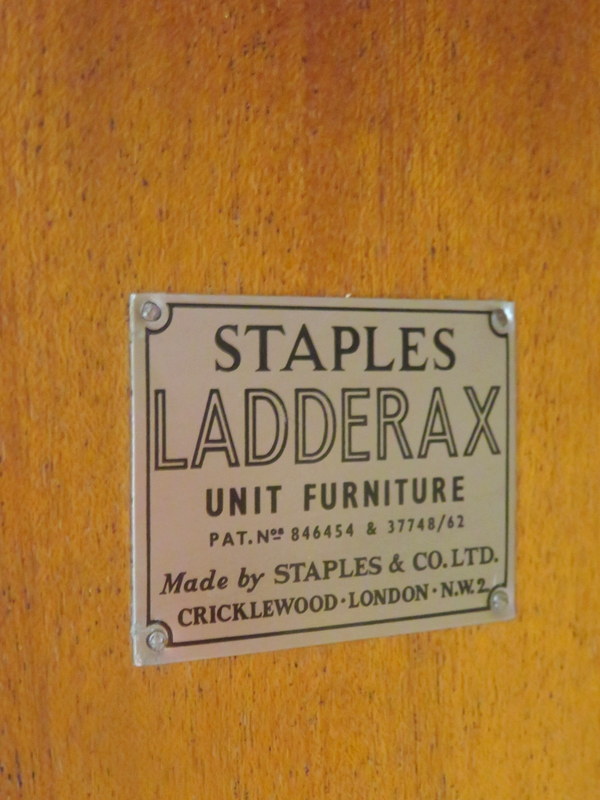 STAPLES
LADDERAX
UNIT FURNITURE
PAT. Nos 846454 & 37748/62
Made by STAPLES & CO. LTD.
CRICKLEWOOD · LONDON · N.W.2.